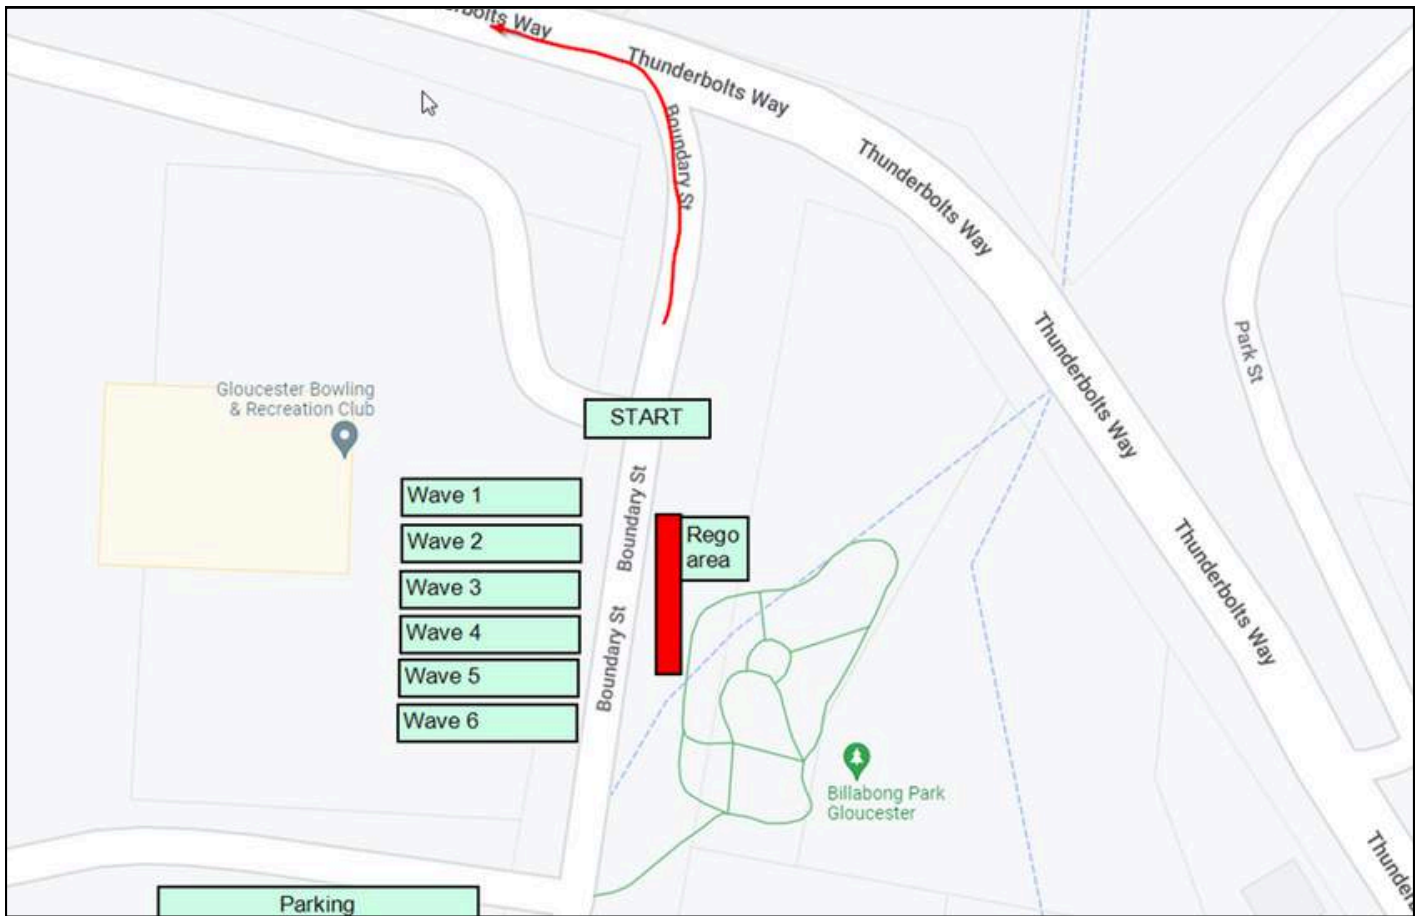 bolts Way
Thunderbolts Way
Boundary St
Thunderbolts Way
Thunderbolts Way
Park St
Gloucester Bowling
& Recreation Club
START
Boundary St
Wave 1
Wave 2
Rego
area
Wave 3
Thunderbolts Way
Wave 4
Boundary St
Wave 5
Wave 6
Billabong Park
Gloucester
Parking